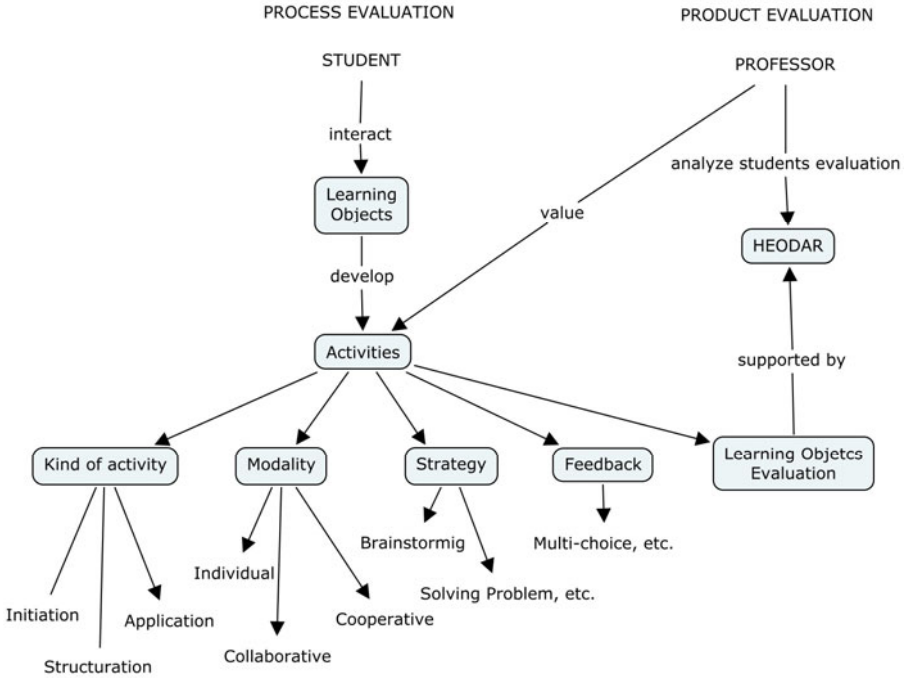 PROCESS EVALUATION
PRODUCT EVALUATION
STUDENT
PROFESSOR
interact
analyze students evaluation
Learning
Objects
value
HEODAR
develop
Activities
supported by
Kind of activity
Modality
Strategy
Feedback
Learning Objetcs
Evaluation
Brainstormig
Multi-choice, etc.
Individual
Solving Problem, etc.
Initiation
Application
Cooperative
Structuration
Collaborative